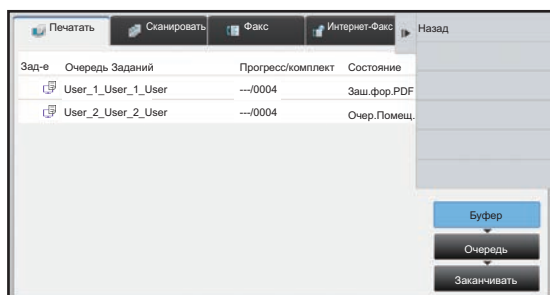 Печатать Сканировать Факс Интернет-Факс Назад
Зад-е Очередь Заданий Прогресс/комплект Состояние
User_1_User_1_User ---/0004 Заш.фор.PDF
User_2_User_2_User ---/0004 Очер.Помещ.
Буфер
Очередь
Заканчивать